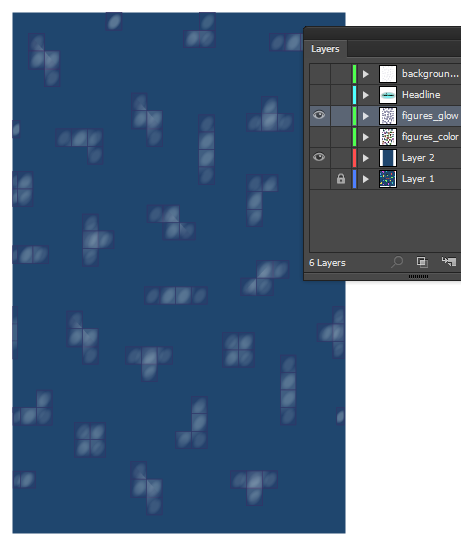 Layers
backgroun...
Headline
figures_glow
figures_color
Layer 2
Layer 1
6 Layers